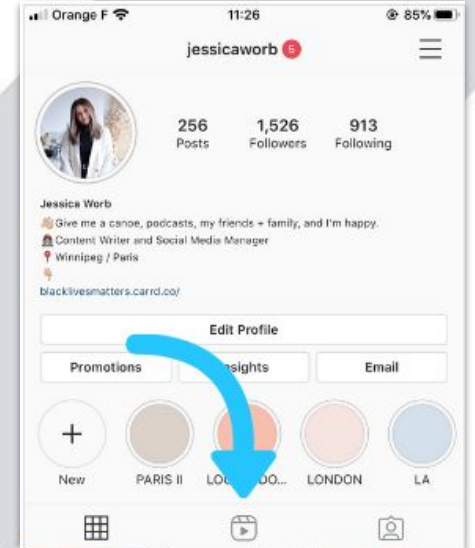 Orange F 11:26 85%
jessicaworb 5
256 1,526 913
Posts Followers Following
Jessica Worb
Give me a canoe, podcasts, my friends + family, and I'm happy.
Content Writer and Social Media Manager
Winnipeg / Paris
blacklivesmatters.carrd.co/
Edit Profile
Promotions Email
New PARIS II LONDON LA